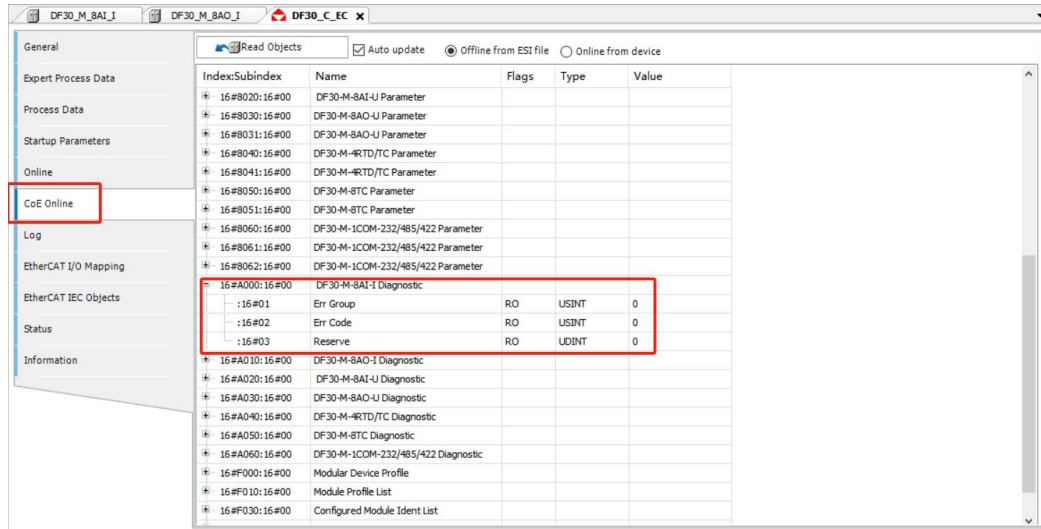 DF30_M_8AI_I DF30_M_8AO_I DF30_C_EC X
General
Expert Process Data
Process Data
Startup Parameters
Online
CoE Online
Log
EtherCAT I/O Mapping
EtherCAT IEC Objects
Status
Information
Read Objects Auto update Offline from ESI file Online from device
Index:Subindex Name Flags Type Value
16#8020:16#00 DF30-M-8AI-U Parameter
16#8030:16#00 DF30-M-8AO-U Parameter
16#8031:16#00 DF30-M-8AO-U Parameter
16#8040:16#00 DF30-M-4RTD/TC Parameter
16#8041:16#00 DF30-M-4RTD/TC Parameter
16#8050:16#00 DF30-M-8TC Parameter
16#8051:16#00 DF30-M-8TC Parameter
16#8060:16#00 DF30-M-1COM-232/485/422 Parameter
16#8061:16#00 DF30-M-1COM-232/485/422 Parameter
16#8062:16#00 DF30-M-1COM-232/485/422 Parameter
16#A000:16#00 DF30-M-8AI-I Diagnostic
:16#01 Err Group RO USINT 0
:16#02 Err Code RO USINT 0
:16#03 Reserve RO UDINT 0
16#A010:16#00 DF30-M-8AO-I Diagnostic
16#A020:16#00 DF30-M-8AI-U Diagnostic
16#A030:16#00 DF30-M-8AO-U Diagnostic
16#A040:16#00 DF30-M-4RTD/TC Diagnostic
16#A050:16#00 DF30-M-8TC Diagnostic
16#A060:16#00 DF30-M-1COM-232/485/422 Diagnostic
16#F000:16#00 Modular Device Profile
16#F010:16#00 Module Profile List
16#F030:16#00 Configured Module Ident List